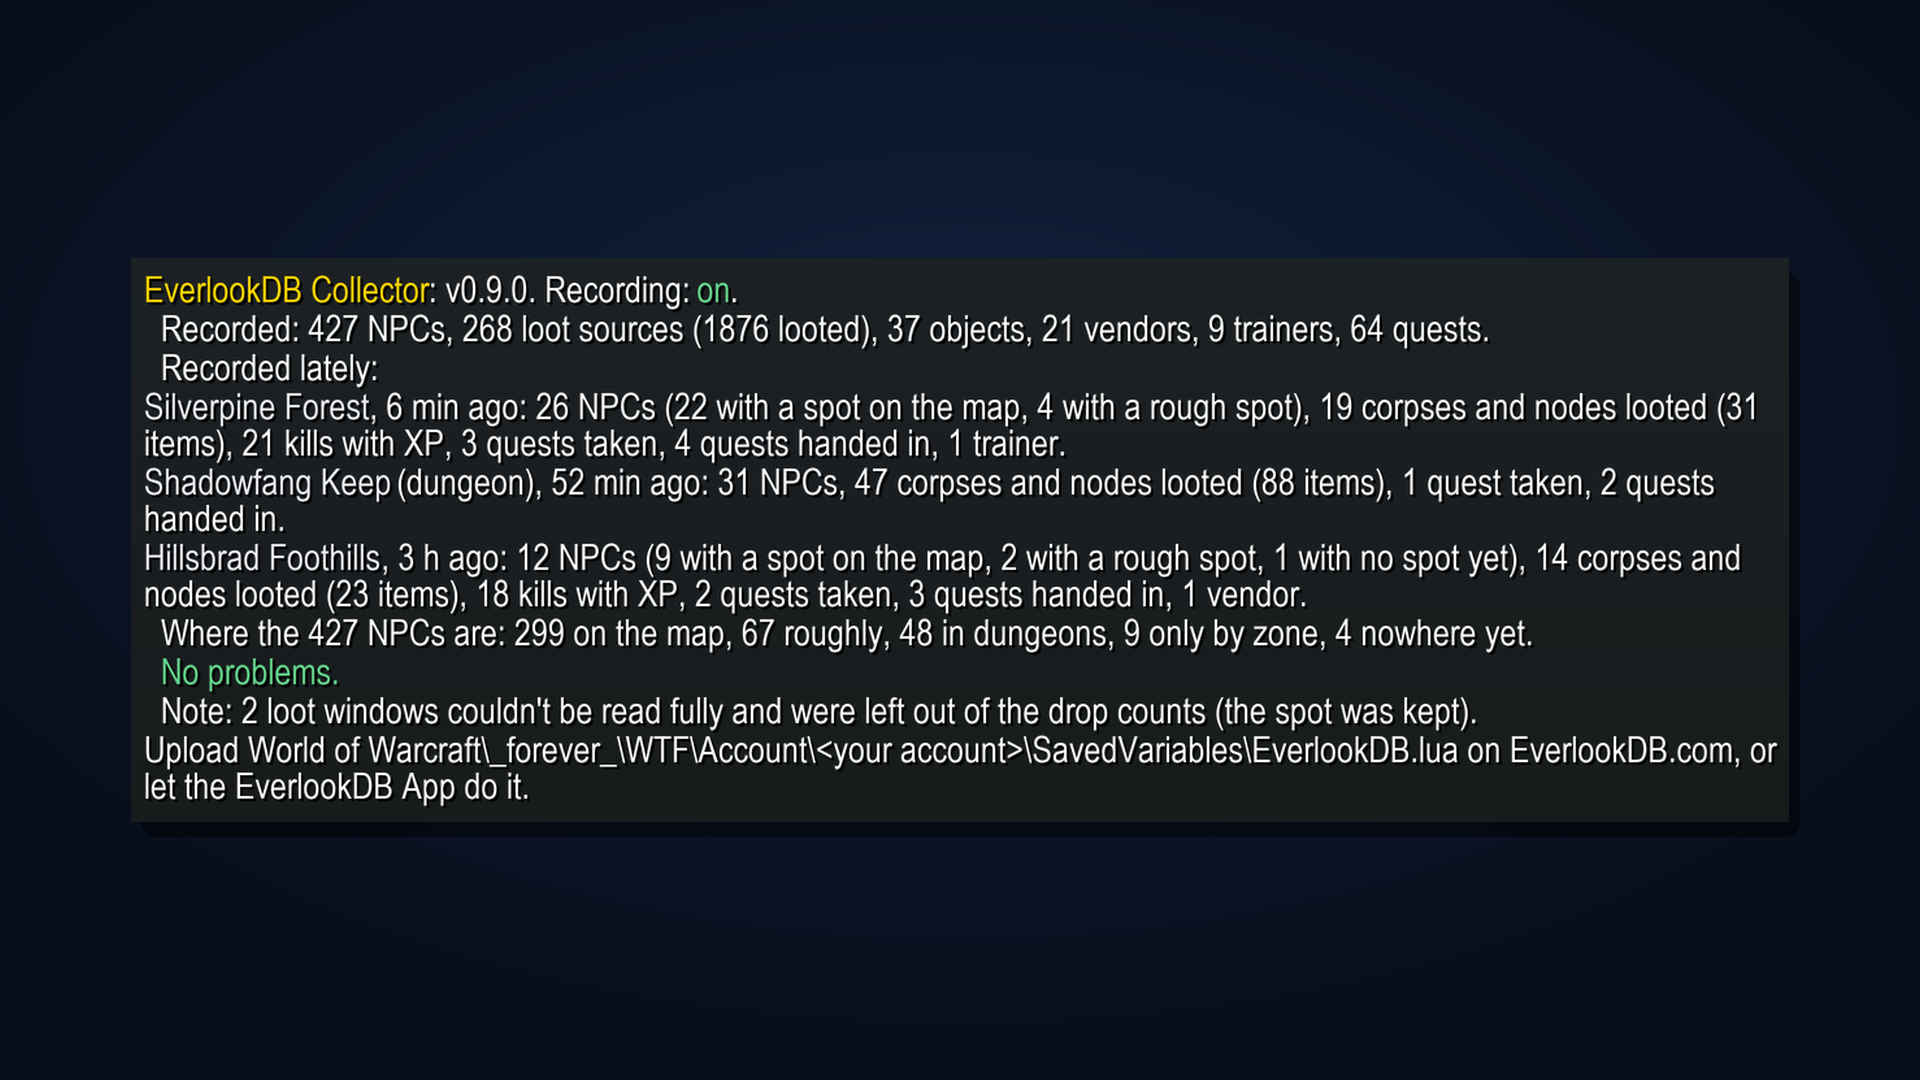 EverlookDB Collector: v0.9.0. Recording: on.
Recorded: 427 NPCs, 268 loot sources (1876 looted), 37 objects, 21 vendors, 9 trainers, 64 quests.
Recorded lately:
Silverpine Forest, 6 min ago: 26 NPCs (22 with a spot on the map, 4 with a rough spot), 19 corpses and nodes looted (31
items), 21 kills with XP, 3 quests taken, 4 quests handed in, 1 trainer.
Shadowfang Keep (dungeon), 52 min ago: 31 NPCs, 47 corpses and nodes looted (88 items), 1 quest taken, 2 quests
handed in.
Hillsbrad Foothills, 3 h ago: 12 NPCs (9 with a spot on the map, 2 with a rough spot, 1 with no spot yet), 14 corpses and
nodes looted (23 items), 18 kills with XP, 2 quests taken, 3 quests handed in, 1 vendor.
Where the 427 NPCs are: 299 on the map, 67 roughly, 48 in dungeons, 9 only by zone, 4 nowhere yet.
No problems.
Note: 2 loot windows couldn't be read fully and were left out of the drop counts (the spot was kept).
Upload World of Warcraft\_forever_\WTF\Account\<your account>\SavedVariables\EverlookDB.lua on EverlookDB.com, or
let the EverlookDB App do it.